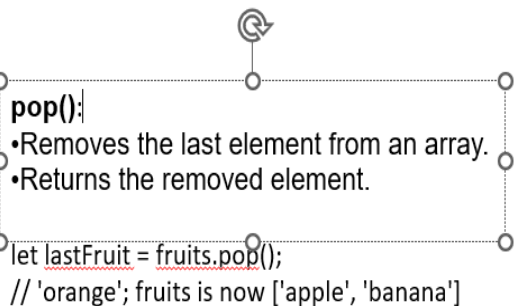 pop():
•Removes the last element from an array.
•Returns the removed element.
let lastFruit = fruits.pop();
// 'orange'; fruits is now ['apple', 'banana']